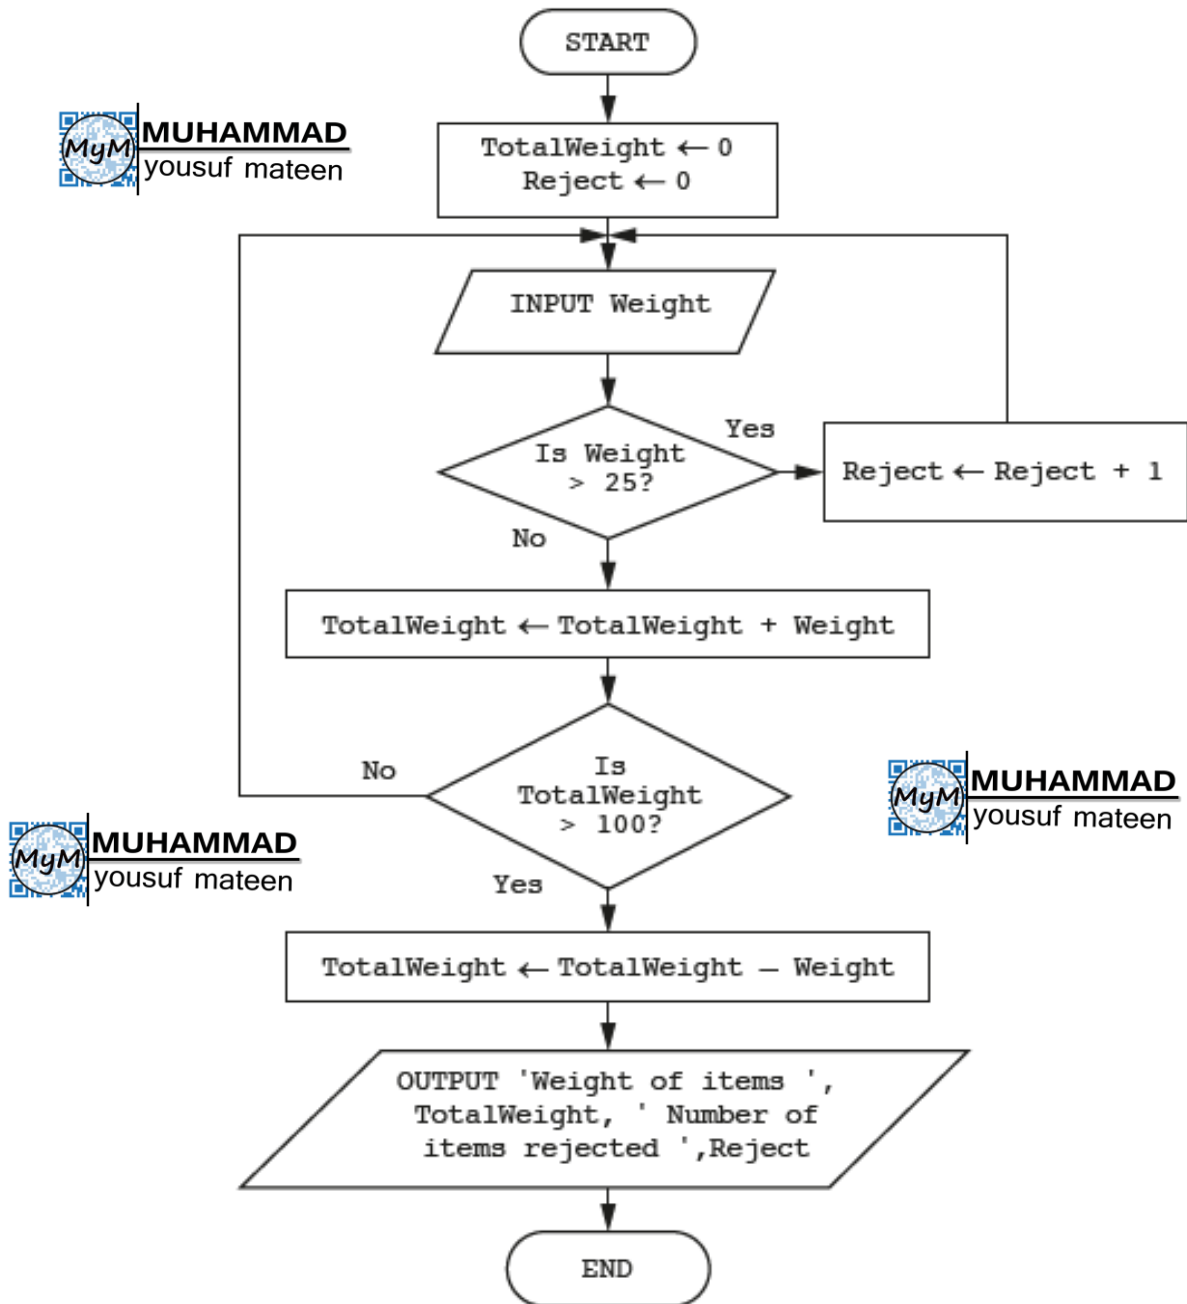 START
MyM
MUHAMMAD
yousuf mateen
TotalWeight ← 0
Reject ← 0
INPUT Weight
Is Weight
> 25?
Yes
Reject ← Reject + 1
No
TotalWeight ← TotalWeight + Weight
Is
TotalWeight
> 100?
No
MyM
MUHAMMAD
yousuf mateen
MyM
MUHAMMAD
yousuf mateen
Yes
TotalWeight ← TotalWeight – Weight
OUTPUT 'Weight of items ',
TotalWeight, ' Number of
items rejected ',Reject
END